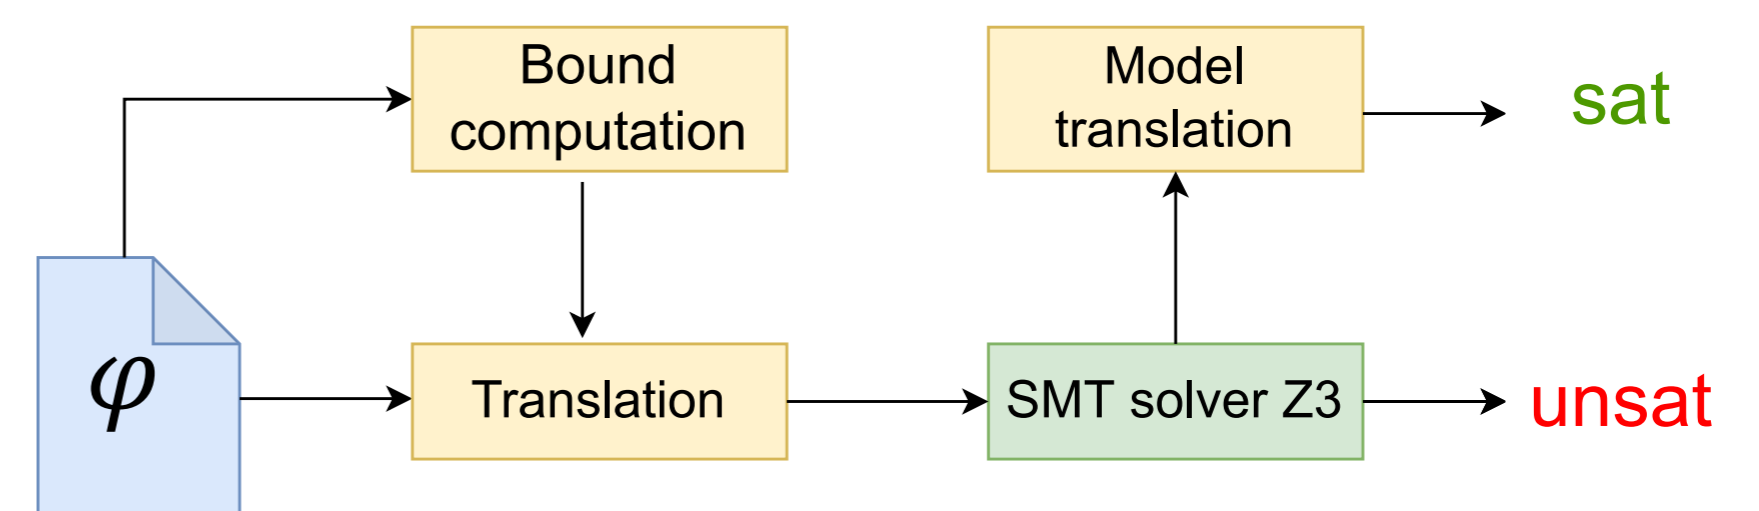 Bound
computation
Model
translation
sat
φ
Translation
SMT solver Z3
unsat